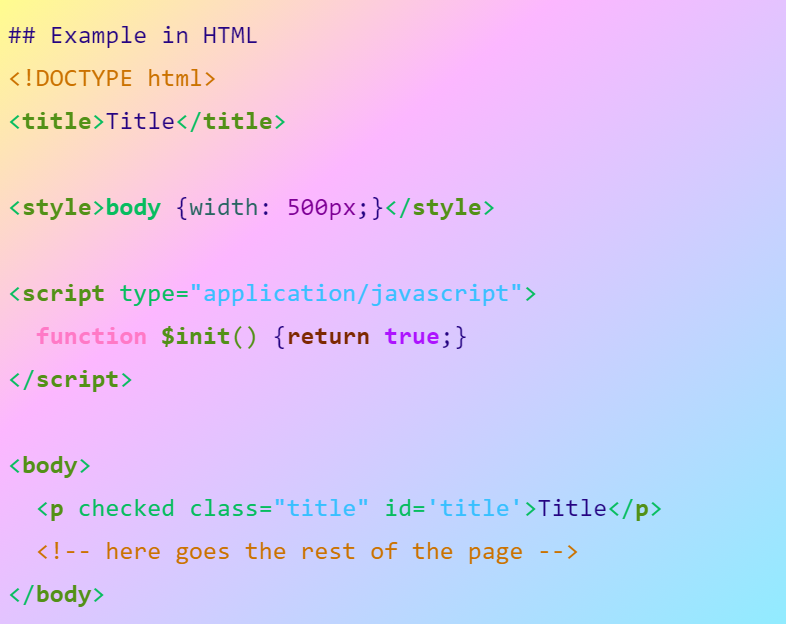 ## Example in HTML
<!DOCTYPE html>
<title>Title</title>
<style>body {width: 500px;}</style>
<script type="application/javascript">
  function $init() {return true;}
</script>
<body>
  <p checked class="title" id='title'>Title</p>
  <!-- here goes the rest of the page -->
</body>